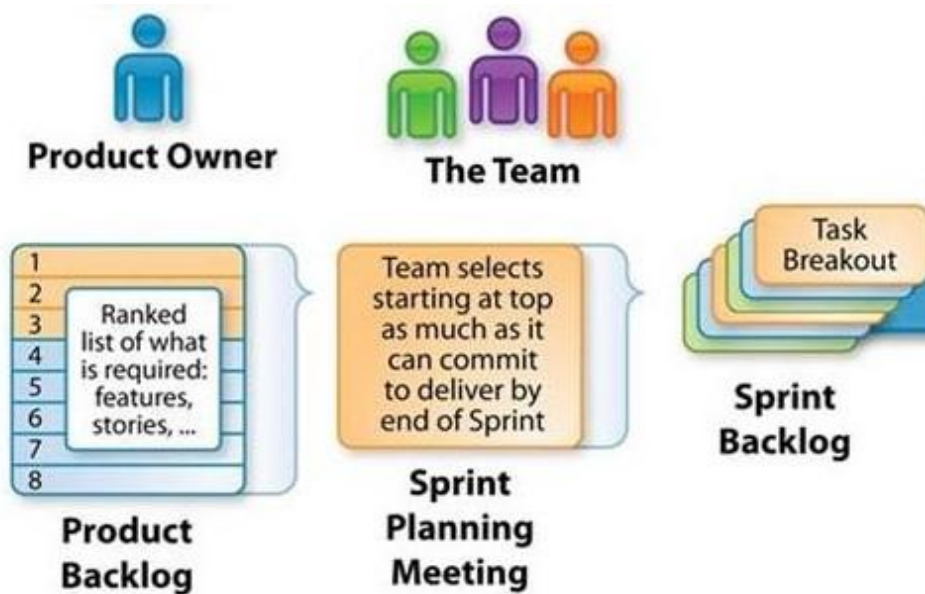 Product Owner
The Team
1
2
3
4
5
6
7
8
Ranked
list of what
is required:
features,
stories, ...
Product
Backlog
Team selects
starting at top
as much as it
can commit
to deliver by
end of Sprint
Sprint
Planning
Meeting
Task
Breakout
Sprint
Backlog